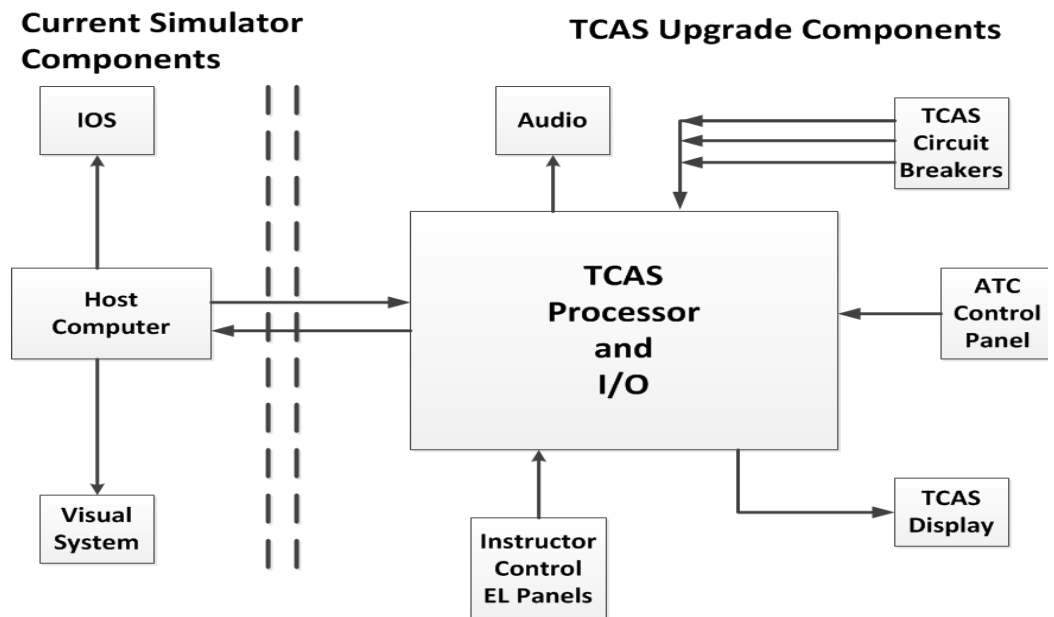 Current Simulator
Components
TCAS Upgrade Components
IOS
Audio
TCAS
Circuit
Breakers
Host
Computer
TCAS
Processor
and
I/O
ATC
Control
Panel
Visual
System
Instructor
Control
EL Panels
TCAS
Display